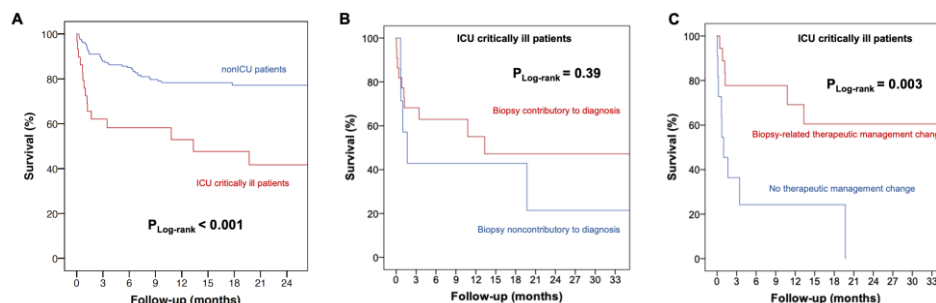 A
100
80
60
40
20
0
Survival (%)
nonICU patients
ICU critically ill patients
P Log-rank < 0.001
0 3 6 9 12 15 18 21 24
Follow-up (months)
B
ICU critically ill patients
100
80
60
40
20
0
Survival (%)
P Log-rank = 0.39
Biopsy contributory to diagnosis
Biopsy noncontributory to diagnosis
0 3 6 9 12 15 18 21 24 27 30 33
Follow-up (months)
C
ICU critically ill patients
100
80
60
40
20
0
Survival (%)
P Log-rank = 0.003
Biopsy-related therapeutic management change
No therapeutic management change
0 3 6 9 12 15 18 21 24 27 30 33
Follow-up (months)